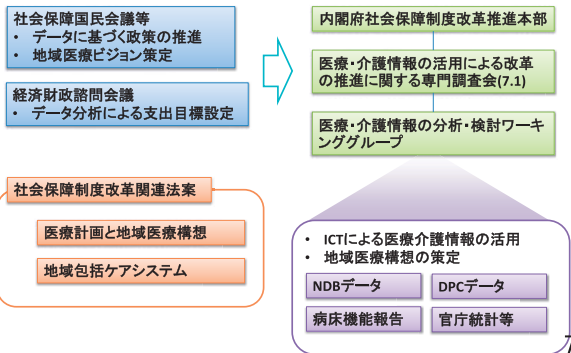 社会保障国民会議等
• データに基づく政策の推進
• 地域医療ビジョン策定
経済財政諮問会議
• データ分析による支出目標設定
内閣府社会保障制度改革推進本部
医療・介護情報の活用による改革
の推進に関する専門調査会(7.1)
医療・介護情報の分析・検討ワーキ
ンググループ
社会保障制度改革関連法案
医療計画と地域医療構想
地域包括ケアシステム
• ICTによる医療介護情報の活用
• 地域医療構想の策定
NDBデータ
DPCデータ
病床機能報告
官庁統計等
7